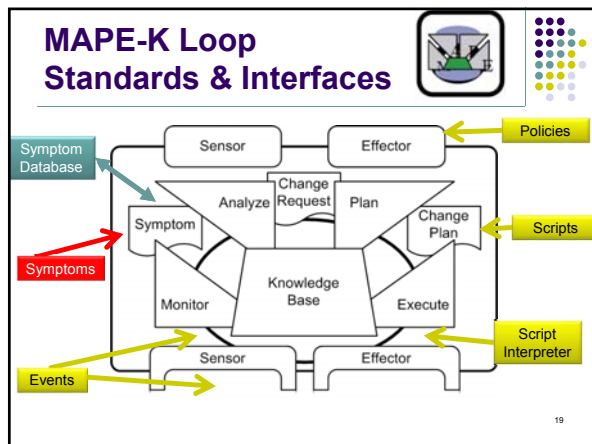 MAPE-K Loop
Standards & Interfaces
A P
M E
Sensor
Effector
Policies
Symptom
Database
Change
Request
Analyze
Plan
Symptom
Change
Plan
Scripts
Symptoms
Knowledge
Base
Monitor
Execute
Script
Interpreter
Sensor
Effector
Events
19